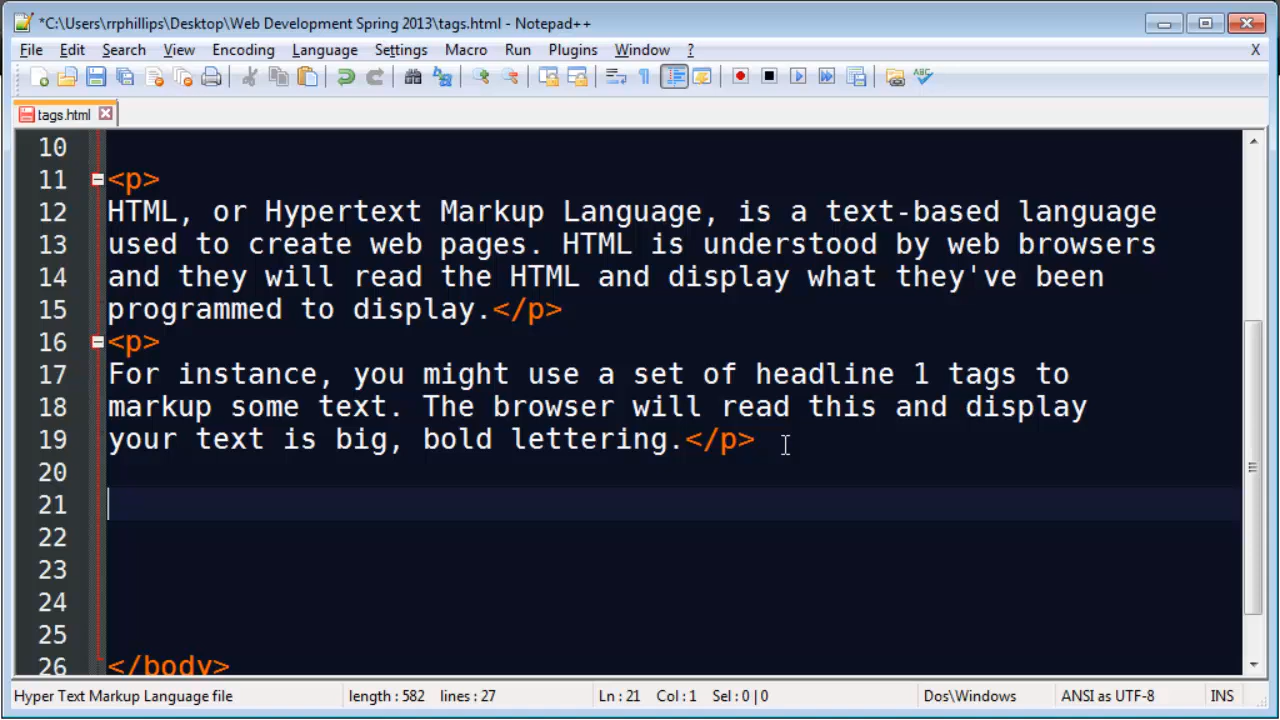 *C:\Users\rrphillips\Desktop\Web Development Spring 2013\tags.html - Notepad++
File Edit Search View Encoding Language Settings Macro Run Plugins Window ? X
tags.html
10
11 <p>
12 HTML, or Hypertext Markup Language, is a text-based language
13 used to create web pages. HTML is understood by web browsers
14 and they will read the HTML and display what they've been
15 programmed to display.</p>
16 <p>
17 For instance, you might use a set of headline 1 tags to
18 markup some text. The browser will read this and display
19 your text is big, bold lettering.</p>
20
21
22
23
24
25
26 </body>
Hyper Text Markup Language file length : 582 lines : 27 Ln : 21 Col : 1 Sel : 0 | 0 Dos\Windows ANSI as UTF-8 INS